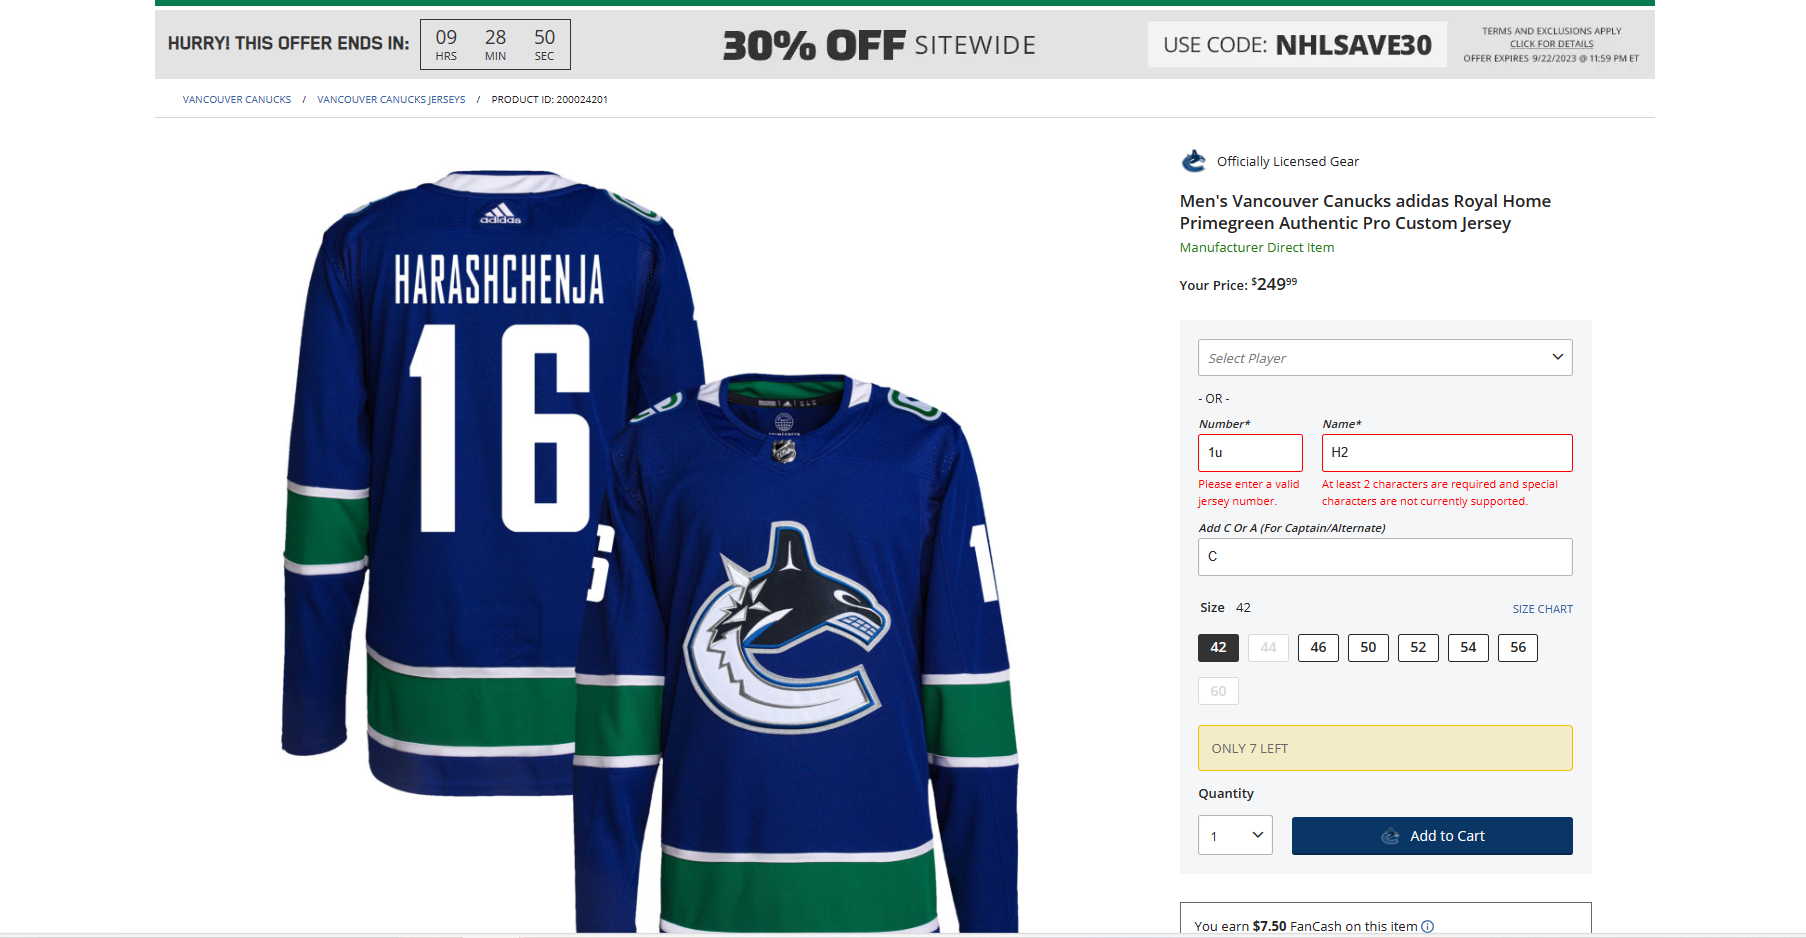 HURRY! THIS OFFER ENDS IN:
09 28 50
HRS MIN SEC
30% OFF SITEWIDE
USE CODE: NHLSAVE30
TERMS AND EXCLUSIONS APPLY
CLICK FOR DETAILS
OFFER EXPIRES 9/22/2023 @ 11:59 PM ET
VANCOUVER CANUCKS / VANCOUVER CANUCKS JERSEYS / PRODUCT ID: 200024201
adidas
HARASHCHENJA
16
6
1
Officially Licensed Gear
Men's Vancouver Canucks adidas Royal Home
Primegreen Authentic Pro Custom Jersey
Manufacturer Direct Item
Your Price: $249.99
Select Player
- OR -
Number* Name*
1u H2
Please enter a valid
jersey number.
At least 2 characters are required and special
characters are not currently supported.
Add C Or A (For Captain/Alternate)
C
Size 42 SIZE CHART
42 44 46 50 52 54 56
60
ONLY 7 LEFT
Quantity
1 Add to Cart
You earn $7.50 FanCash on this item